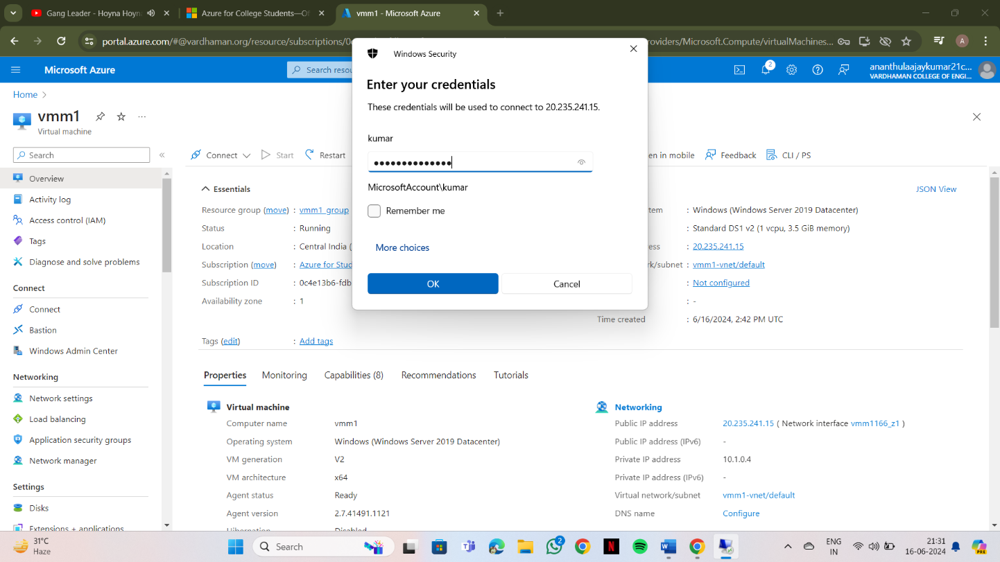 Gang Leader - Hoyna Hoyn
Azure for College Students—Of
vmm1 - Microsoft Azure
portal.azure.com/#@vardhaman.org/resource/subscriptions/0
roviders/Microsoft.Compute/virtualMachines...
A
Microsoft Azure
Search resou
2
ananthulaajaykumar21c...
VARDHAMAN COLLEGE OF ENGI...
Home
vmm1
Virtual machine
Search
Connect
Start
Restart
en in mobile
Feedback
CLI / PS
Overview
Activity log
Access control (IAM)
Tags
Diagnose and solve problems
Connect
Connect
Bastion
Windows Admin Center
Networking
Network settings
Load balancing
Application security groups
Network manager
Settings
Disks
Extensions + applications
Essentials
JSON View
Resource group (move) : vmm1_group
Status : Running
Location : Central India (
Subscription (move) : Azure for Stud
Subscription ID : 0c4e13b6-fdb
Availability zone : 1
tem : Windows (Windows Server 2019 Datacenter)
: Standard DS1 v2 (1 vcpu, 3.5 GiB memory)
ess : 20.235.241.15
k/subnet : vmm1-vnet/default
: Not configured
: -
Time created : 6/16/2024, 2:42 PM UTC
Tags (edit) : Add tags
Windows Security
Enter your credentials
These credentials will be used to connect to 20.235.241.15.
kumar
●●●●●●●●●●●●●●
MicrosoftAccount\kumar
Remember me
More choices
OK
Cancel
Properties
Monitoring
Capabilities (8)
Recommendations
Tutorials
Virtual machine
Computer name vmm1
Operating system Windows (Windows Server 2019 Datacenter)
VM generation V2
VM architecture x64
Agent status Ready
Agent version 2.7.41491.1121
Hibernation Disabled
Networking
Public IP address 20.235.241.15 ( Network interface vmm1166_z1 )
Public IP address (IPv6) -
Private IP address 10.1.0.4
Private IP address (IPv6) -
Virtual network/subnet vmm1-vnet/default
DNS name Configure
31°C
Haze
Search
2
N
W
PRE
ENG
IN
21:31
16-06-2024